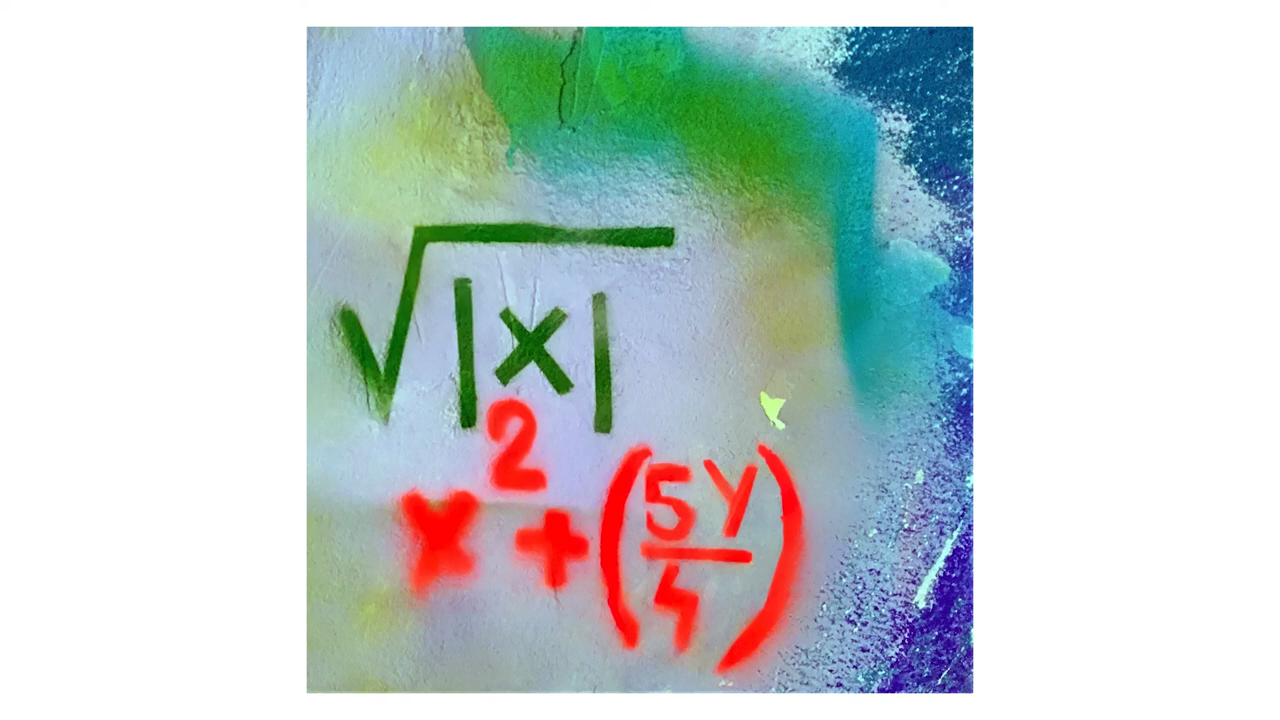 √|x|
x² + (5y/4)